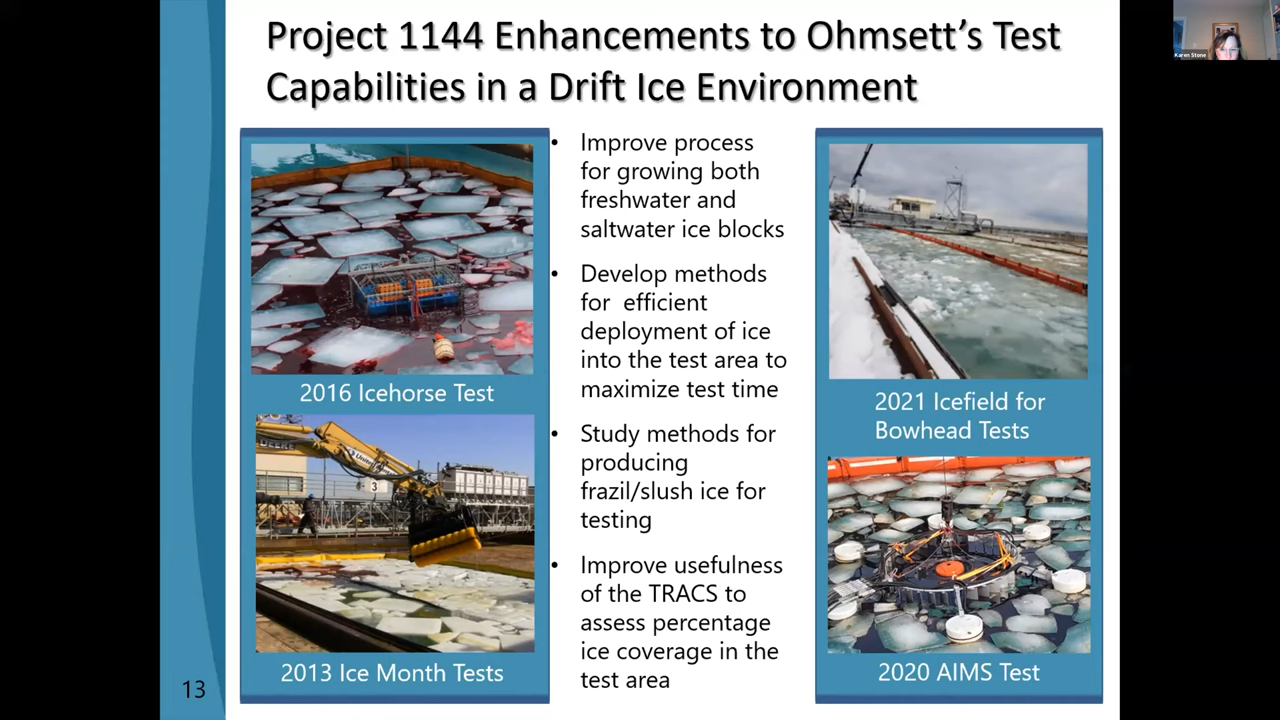 Project 1144 Enhancements to Ohmsett's Test
Capabilities in a Drift Ice Environment
2016 Icehorse Test
DEERE
United
3
2013 Ice Month Tests
• Improve process
for growing both
freshwater and
saltwater ice blocks
• Develop methods
for efficient
deployment of ice
into the test area to
maximize test time
• Study methods for
producing
frazil/slush ice for
testing
• Improve usefulness
of the TRACS to
assess percentage
ice coverage in the
test area
2021 Icefield for
Bowhead Tests
2020 AIMS Test
13
Karen Stone